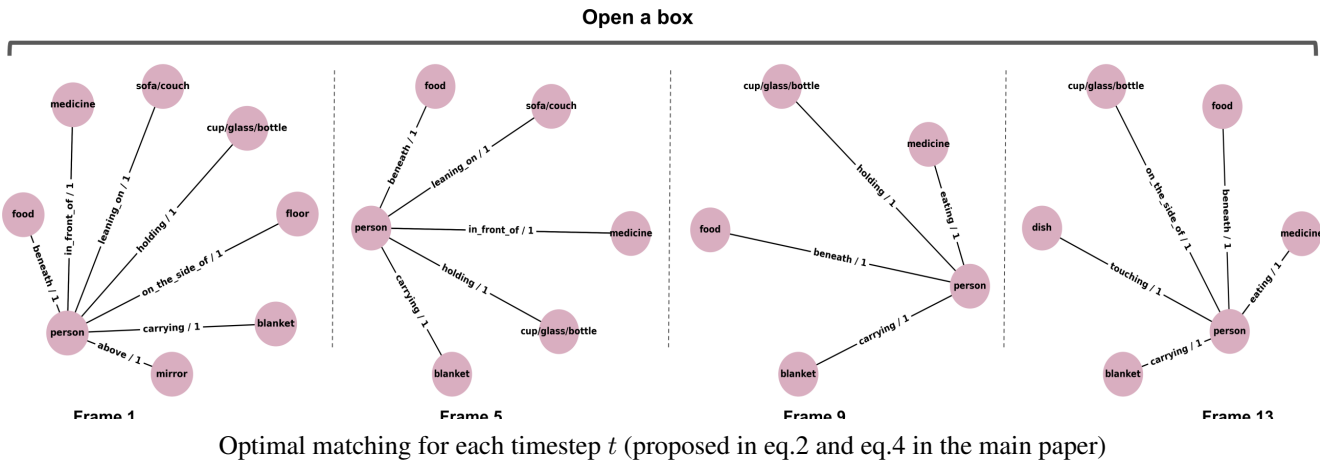 Open a box
medicine
sofa/couch
cup/glass/bottle
food
floor
person
blanket
mirror
in_front_of / 1
leaning_on / 1
holding / 1
beneath / 1
on_the_side_of / 1
carrying / 1
above / 1
Frame 1
food
sofa/couch
person
medicine
cup/glass/bottle
blanket
beneath / 1
leaning_on / 1
in_front_of / 1
holding / 1
carrying / 1
Frame 5
cup/glass/bottle
medicine
food
person
blanket
holding / 1
eating / 1
beneath / 1
carrying / 1
Frame 9
cup/glass/bottle
food
dish
medicine
person
blanket
on_the_side_of / 1
beneath / 1
touching / 1
eating / 1
carrying / 1
Frame 13
Optimal matching for each timestep t (proposed in eq.2 and eq.4 in the main paper)